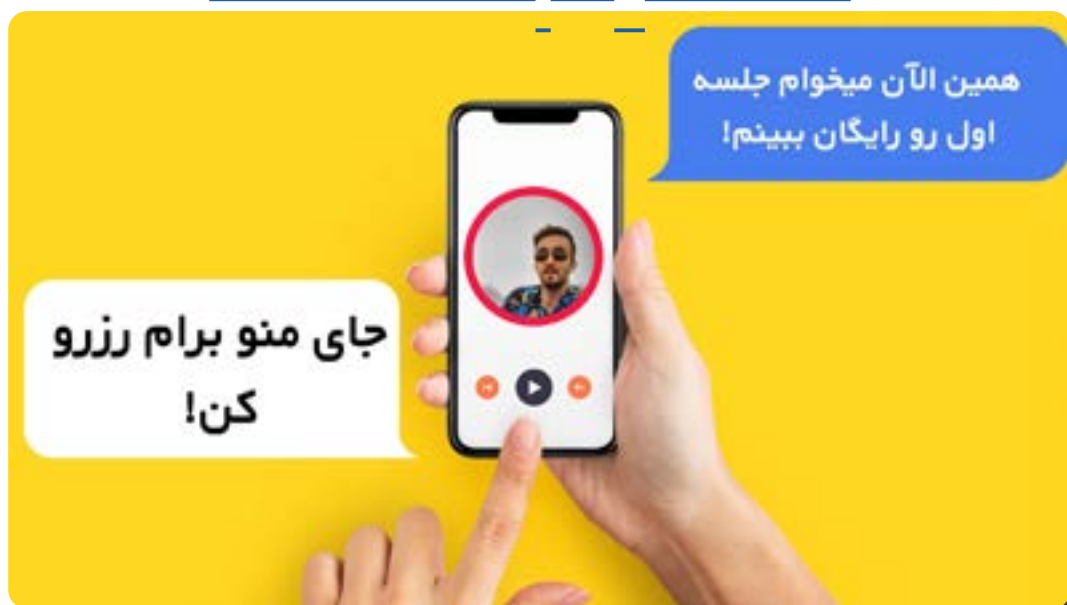 همین الآن میخوام جلسه
اول رو رایگان ببینم!
جای منو برام رزرو
کن!